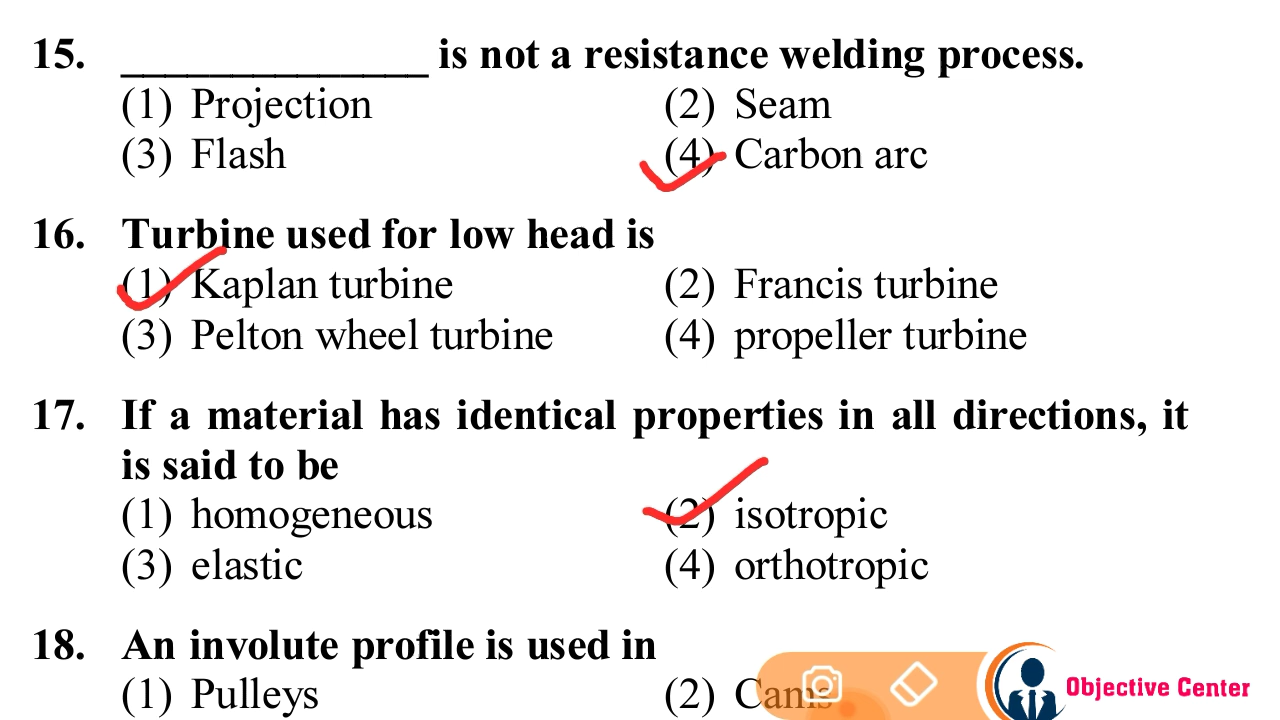 15. ______________ is not a resistance welding process.
(1) Projection (2) Seam
(3) Flash (4) Carbon arc
16. Turbine used for low head is
(1) Kaplan turbine (2) Francis turbine
(3) Pelton wheel turbine (4) propeller turbine
17. If a material has identical properties in all directions, it
is said to be
(1) homogeneous (2) isotropic
(3) elastic (4) orthotropic
18. An involute profile is used in
(1) Pulleys (2) Cams
Objective Center